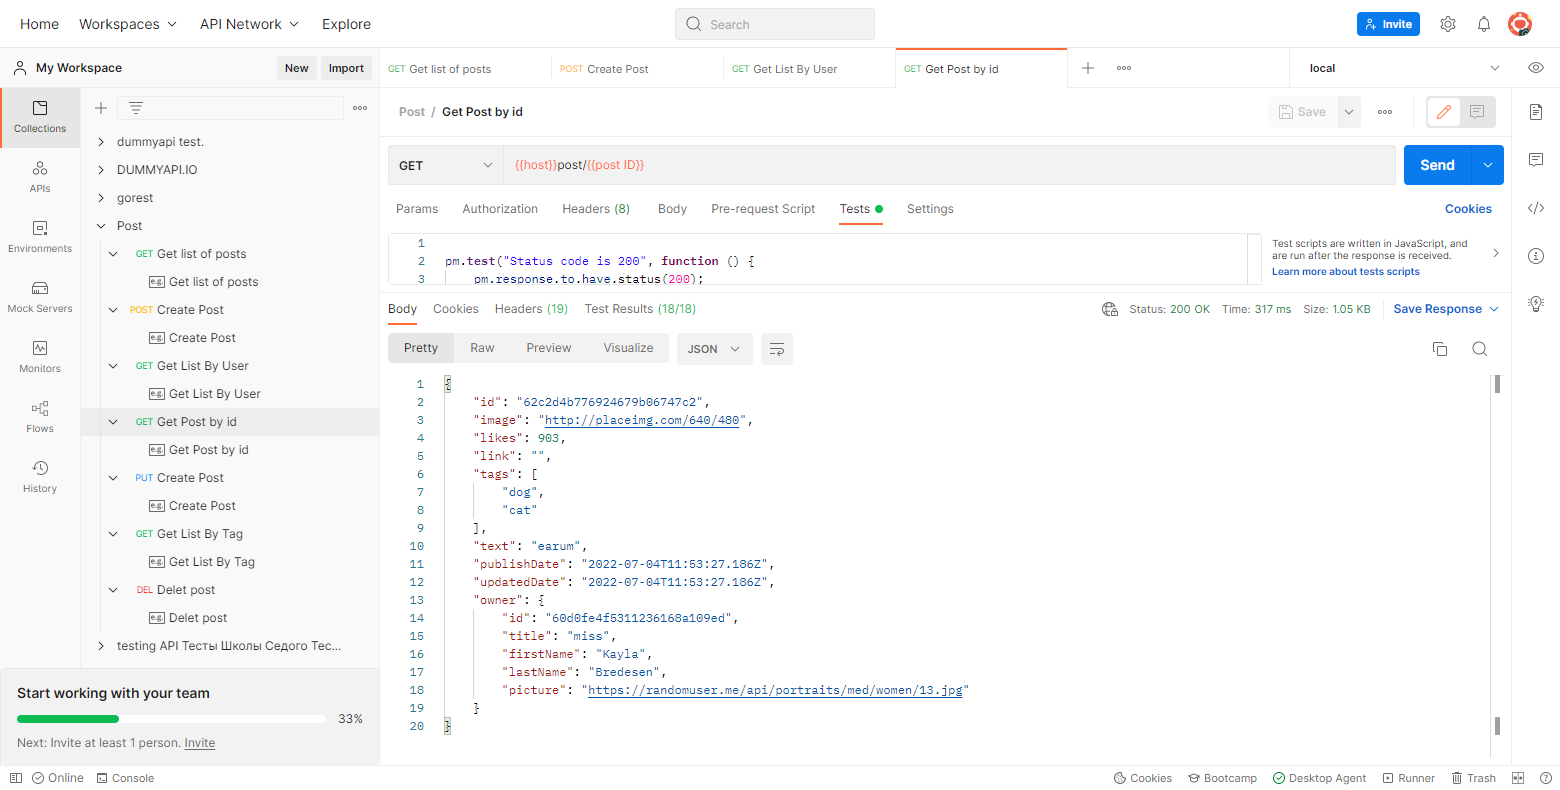 Home Workspaces API Network Explore Search Invite
My Workspace New Import
GET Get list of posts POST Create Post GET Get List By User GET Get Post by id local
Post / Get Post by id Save
GET {{host}}post/{{post ID}} Send
Params Authorization Headers (8) Body Pre-request Script Tests Settings Cookies
1
2 pm.test("Status code is 200", function () {
3 pm.response.to.have.status(200);
Test scripts are written in JavaScript, and
are run after the response is received.
Learn more about tests scripts
Body Cookies Headers (19) Test Results (18/18) Status: 200 OK Time: 317 ms Size: 1.05 KB Save Response
Pretty Raw Preview Visualize JSON
1 {
2 "id": "62c2d4b776924679b06747c2",
3 "image": "http://placeimg.com/640/480",
4 "likes": 903,
5 "link": "",
6 "tags": [
7 "dog",
8 "cat"
9 ],
10 "text": "earum",
11 "publishDate": "2022-07-04T11:53:27.186Z",
12 "updatedDate": "2022-07-04T11:53:27.186Z",
13 "owner": {
14 "id": "60d0fe4f5311236168a109ed",
15 "title": "miss",
16 "firstName": "Kayla",
17 "lastName": "Bredesen",
18 "picture": "https://randomuser.me/api/portraits/med/women/13.jpg"
19 }
20 }
Collections
APIs
Environments
Mock Servers
Monitors
Flows
History
dummyapi test.
DUMMYAPI.IO
gorest
Post
GET Get list of posts
e.g. Get list of posts
POST Create Post
e.g. Create Post
GET Get List By User
e.g. Get List By User
GET Get Post by id
e.g. Get Post by id
PUT Create Post
e.g. Create Post
GET Get List By Tag
e.g. Get List By Tag
DEL Delet post
e.g. Delet post
testing API Тесты Школы Седого Тес...
Start working with your team
33%
Next: Invite at least 1 person. Invite
Online Console Cookies Bootcamp Desktop Agent Runner Trash